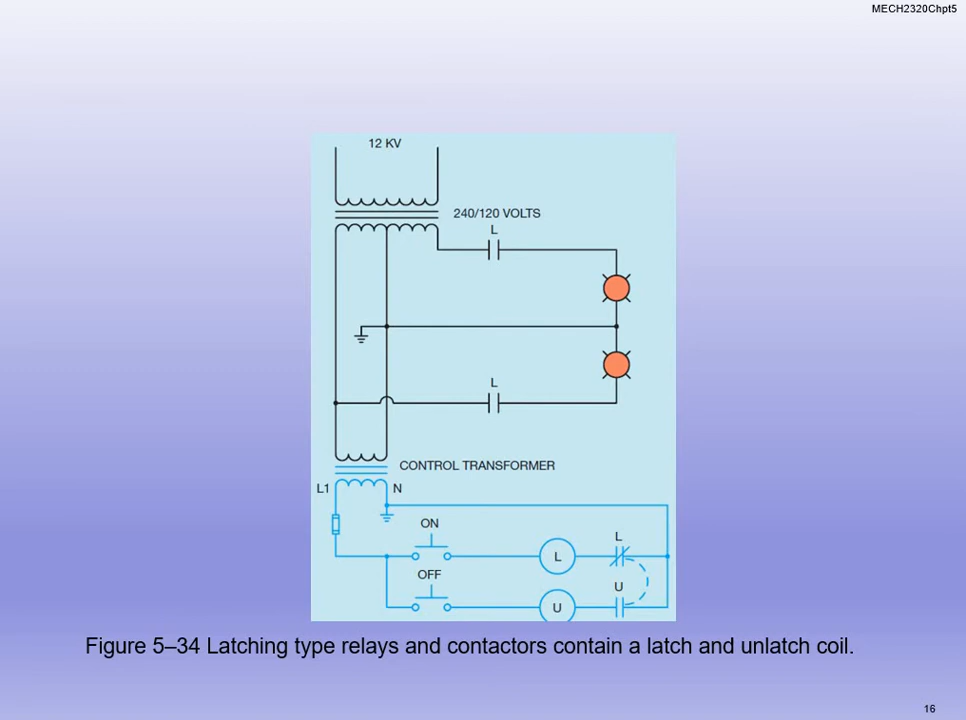 MECH2320Chpt5
12 KV
240/120 VOLTS
L
L
CONTROL TRANSFORMER
L1
N
ON
L
L
OFF
U
U
Figure 5–34 Latching type relays and contactors contain a latch and unlatch coil.
16